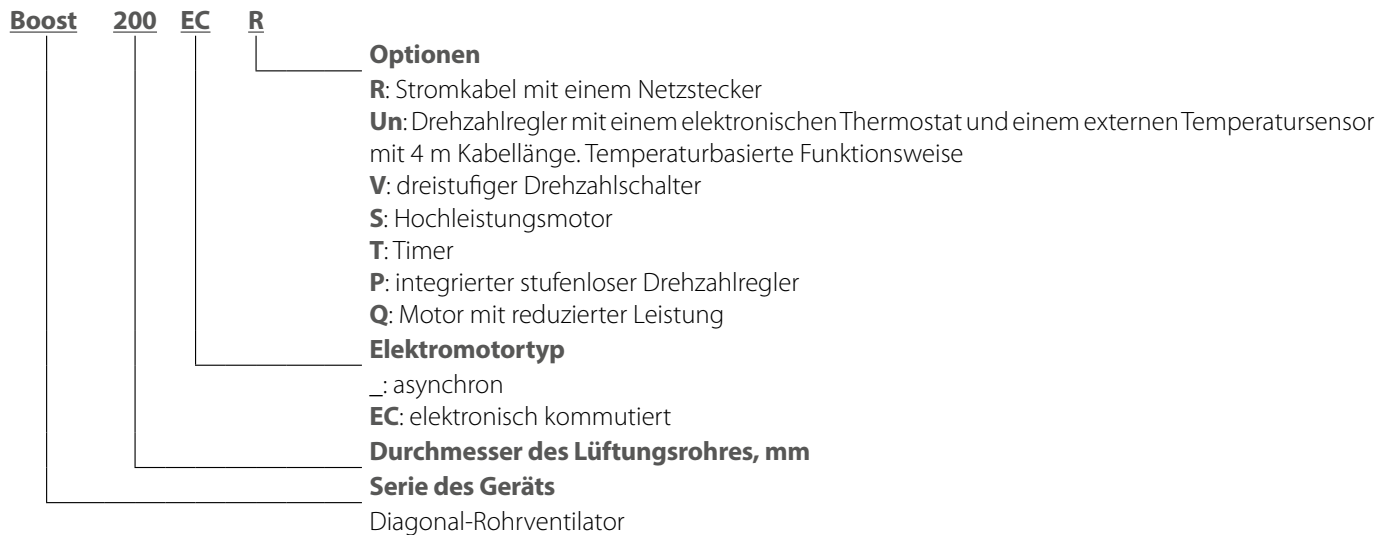 Boost 200 EC R
Optionen
R: Stromkabel mit einem Netzstecker
Un: Drehzahlregler mit einem elektronischen Thermostat und einem externen Temperatursensor
mit 4 m Kabellänge. Temperaturbasierte Funktionsweise
V: dreistufiger Drehzahlschalter
S: Hochleistungsmotor
T: Timer
P: integrierter stufenloser Drehzahlregler
Q: Motor mit reduzierter Leistung
Elektromotortyp
_: asynchron
EC: elektronisch kommutiert
Durchmesser des Lüftungsrohres, mm
Serie des Geräts
Diagonal-Rohrventilator